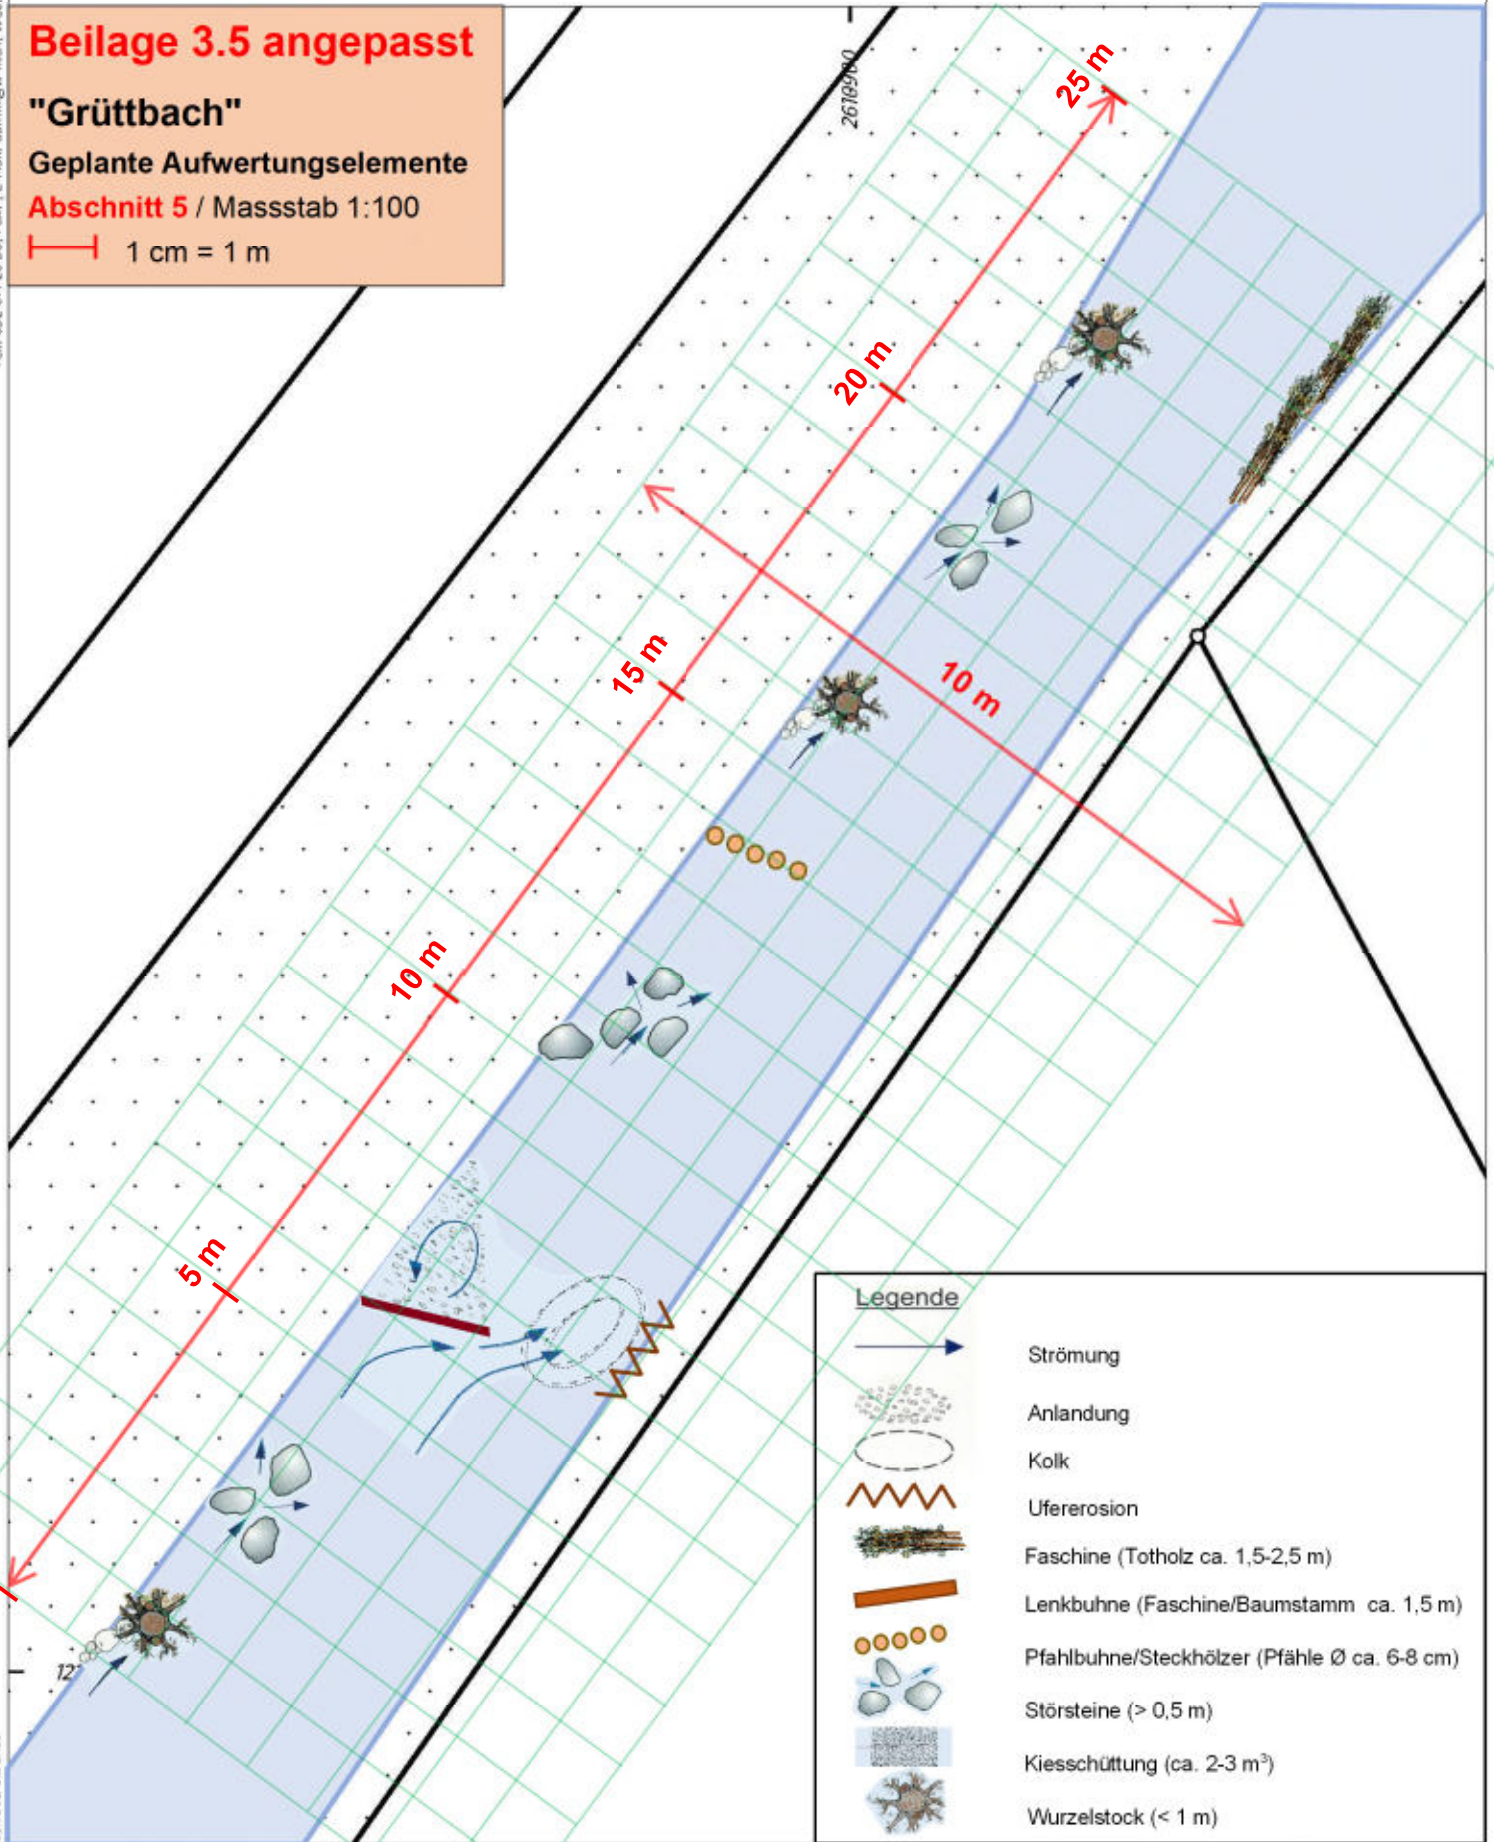 Beilage 3.5 angepasst
"Grüttbach"
Geplante Aufwertungselemente
Abschnitt 5 / Massstab 1:100
1 cm = 1 m
2610900
25 m
20 m
15 m
10 m
10 m
5 m
12
Legende
Strömung
Anlandung
Kolk
Ufererosion
Faschine (Totholz ca. 1,5-2,5 m)
Lenkbuhne (Faschine/Baumstamm ca. 1,5 m)
Pfahlbuhne/Steckhölzer (Pfähle Ø ca. 6-8 cm)
Störsteine (> 0,5 m)
Kiesschüttung (ca. 2-3 m³)
Wurzelstock (< 1 m)